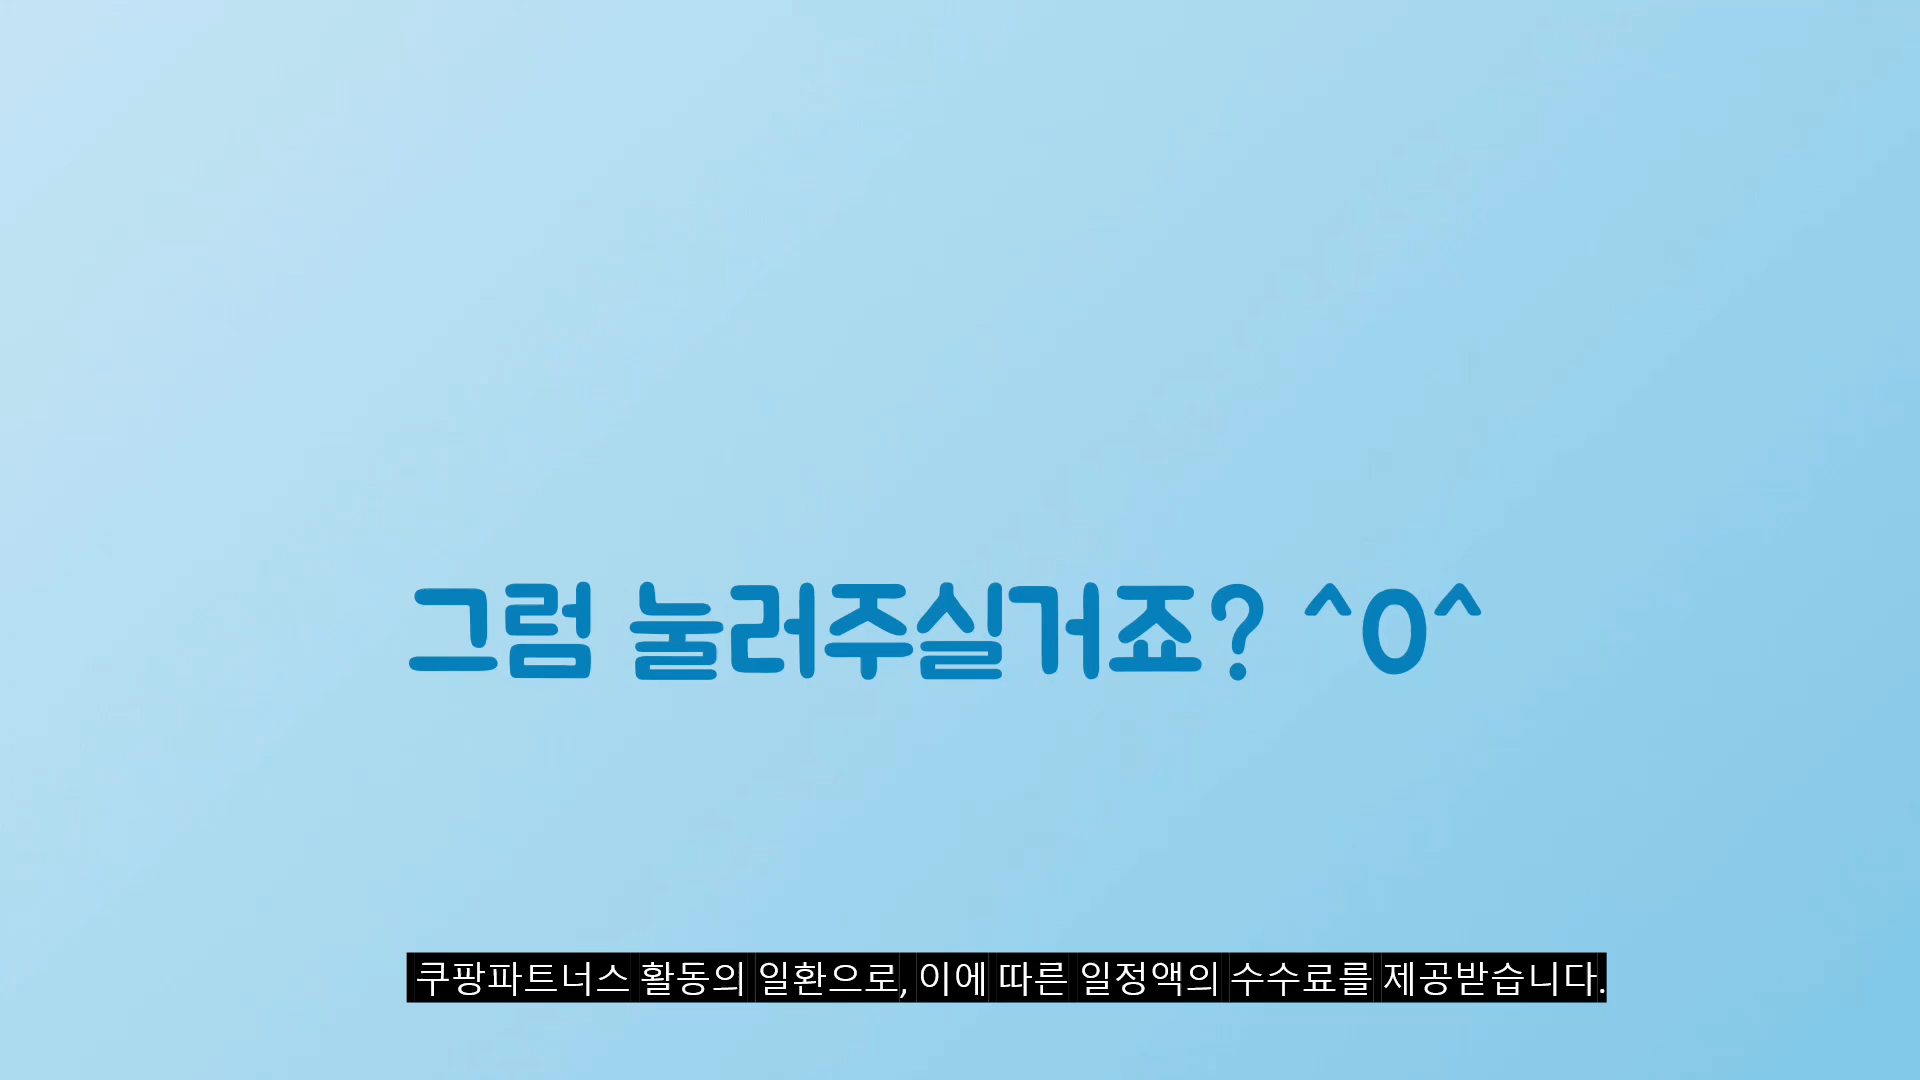 그럼 눌러주실거죠? ^0^
쿠팡파트너스 활동의 일환으로, 이에 따른 일정액의 수수료를 제공받습니다.